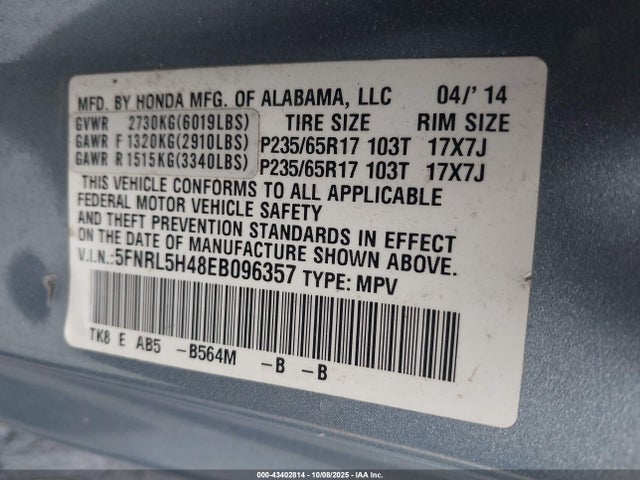 MFD. BY HONDA MFG. OF ALABAMA, LLC 04/' 14
GVWR 2730KG(6019LBS) TIRE SIZE RIM SIZE
GAWR F 1320KG(2910LBS) P235/65R17 103T 17X7J
GAWR R 1515KG(3340LBS) P235/65R17 103T 17X7J
THIS VEHICLE CONFORMS TO ALL APPLICABLE
FEDERAL MOTOR VEHICLE SAFETY
AND THEFT PREVENTION STANDARDS IN EFFECT
ON THE DATE OF MANUFACTURE SHOWN ABOVE.
V.I.N.:5FNRL5H48EB096357 TYPE: MPV
TK8 E AB5 -B564M -B -B
000-43402814 - 10/08/2025 - IAA Inc.